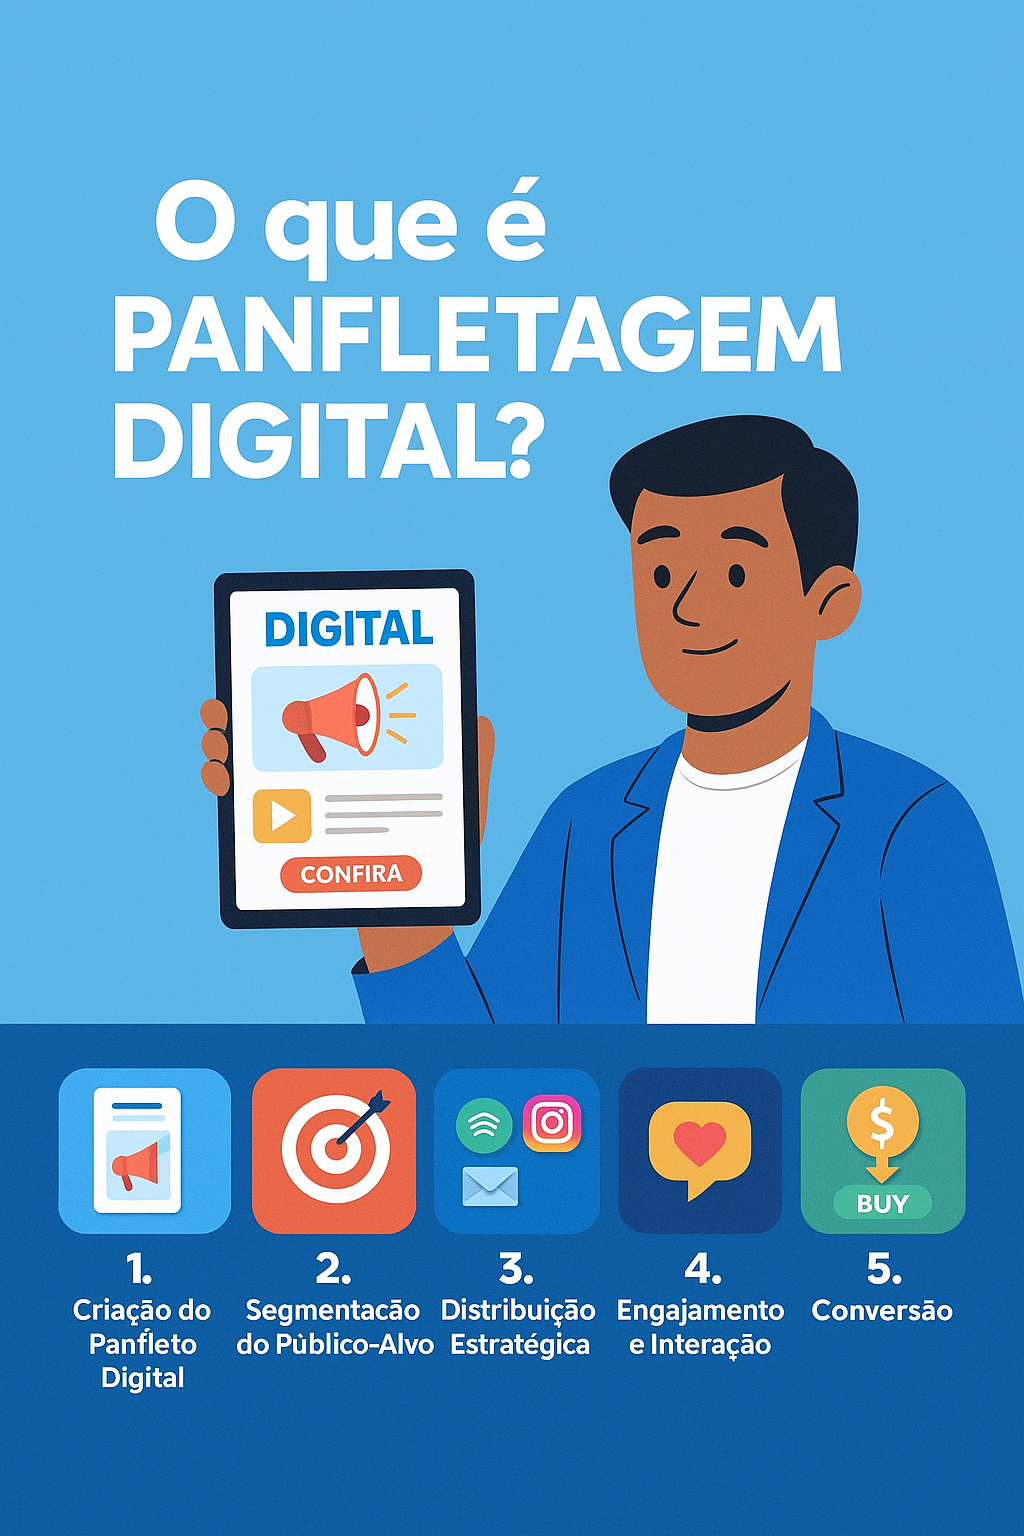 O que é
PANFLETAGEM
DIGITAL?
DIGITAL
CONFIRA
$
BUY
1.
Criação do
Panfleto
Digital
2.
Segmentacão
do Pùblico-Alvo
3.
Distribuição
Estratégica
4.
Engajamento
e Interação
5.
Conversão